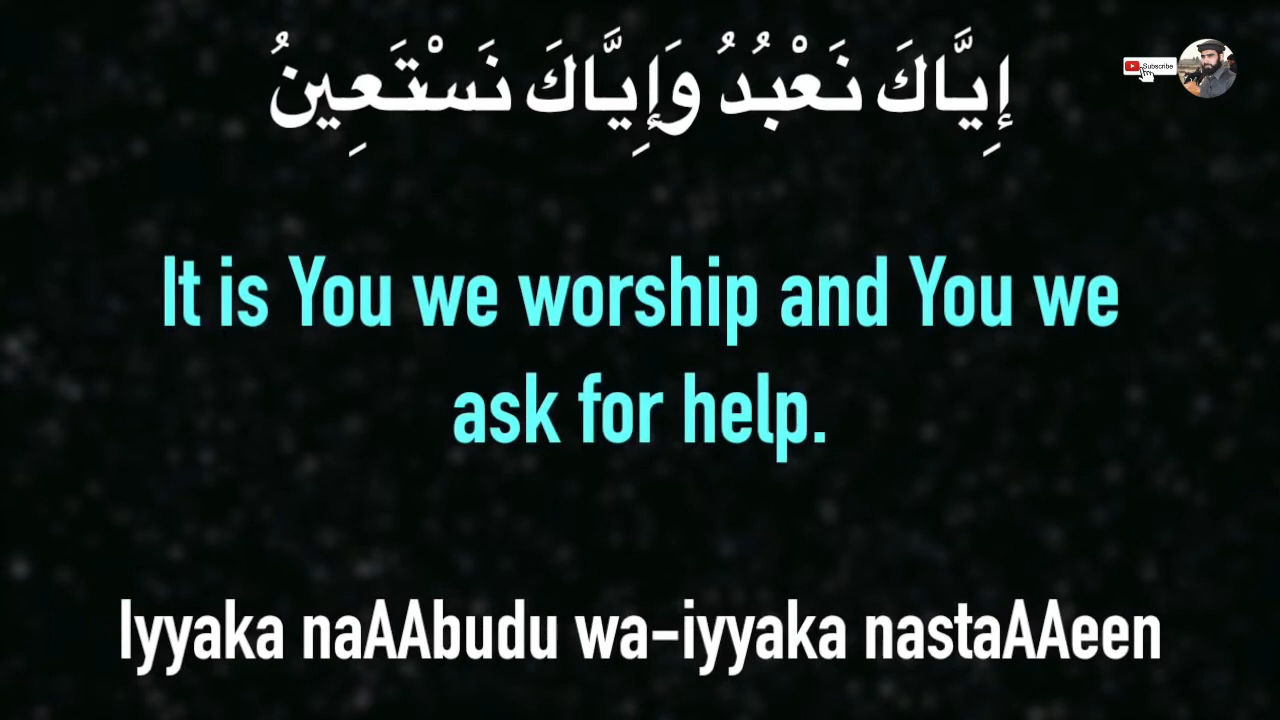 إِيَّاكَ نَعْبُدُ وَإِيَّاكَ نَسْتَعِينُ
Subscribe
It is You we worship and You we
ask for help.
Iyyaka naAAbudu wa-iyyaka nastaAAeen